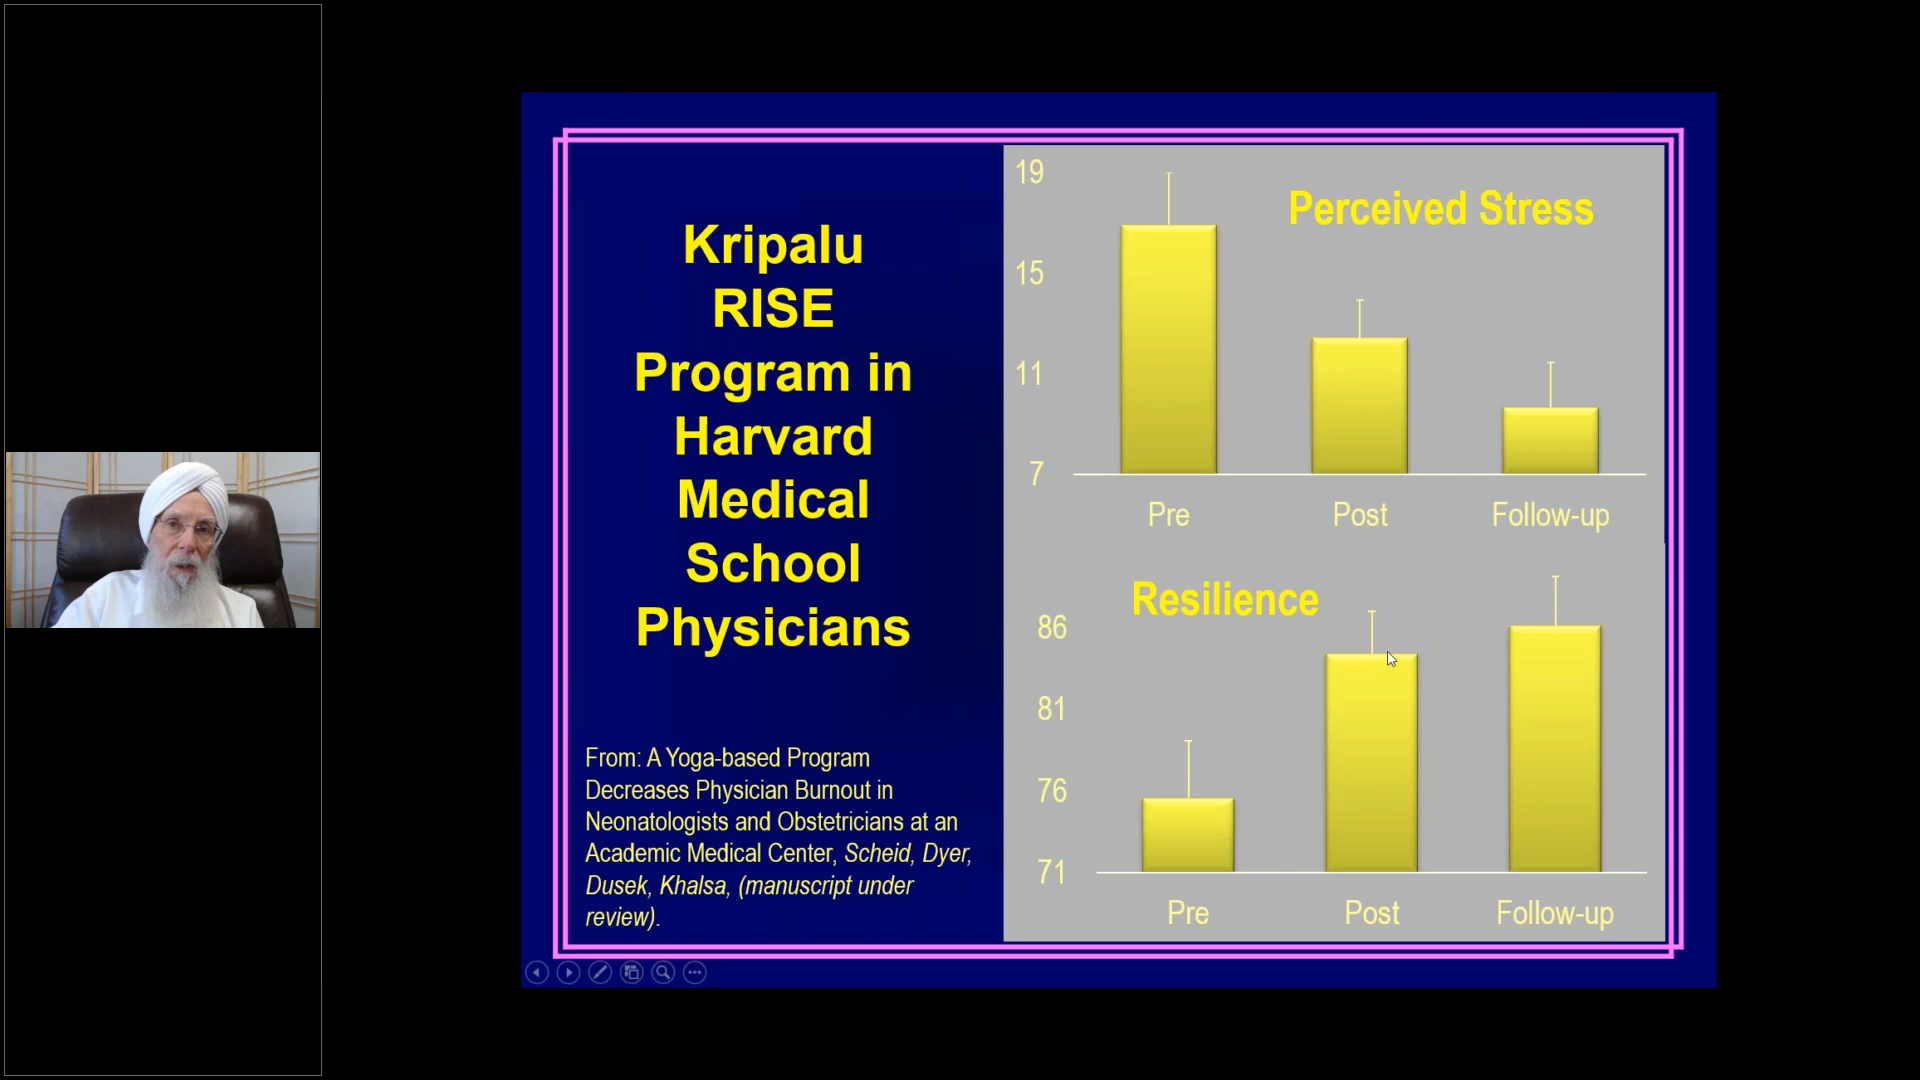 Kripalu
RISE
Program in
Harvard
Medical
School
Physicians
From: A Yoga-based Program
Decreases Physician Burnout in
Neonatologists and Obstetricians at an
Academic Medical Center, Scheid, Dyer,
Dusek, Khalsa, (manuscript under
review).
Perceived Stress
19
15
11
7
Pre Post Follow-up
Resilience
86
81
76
71
Pre Post Follow-up